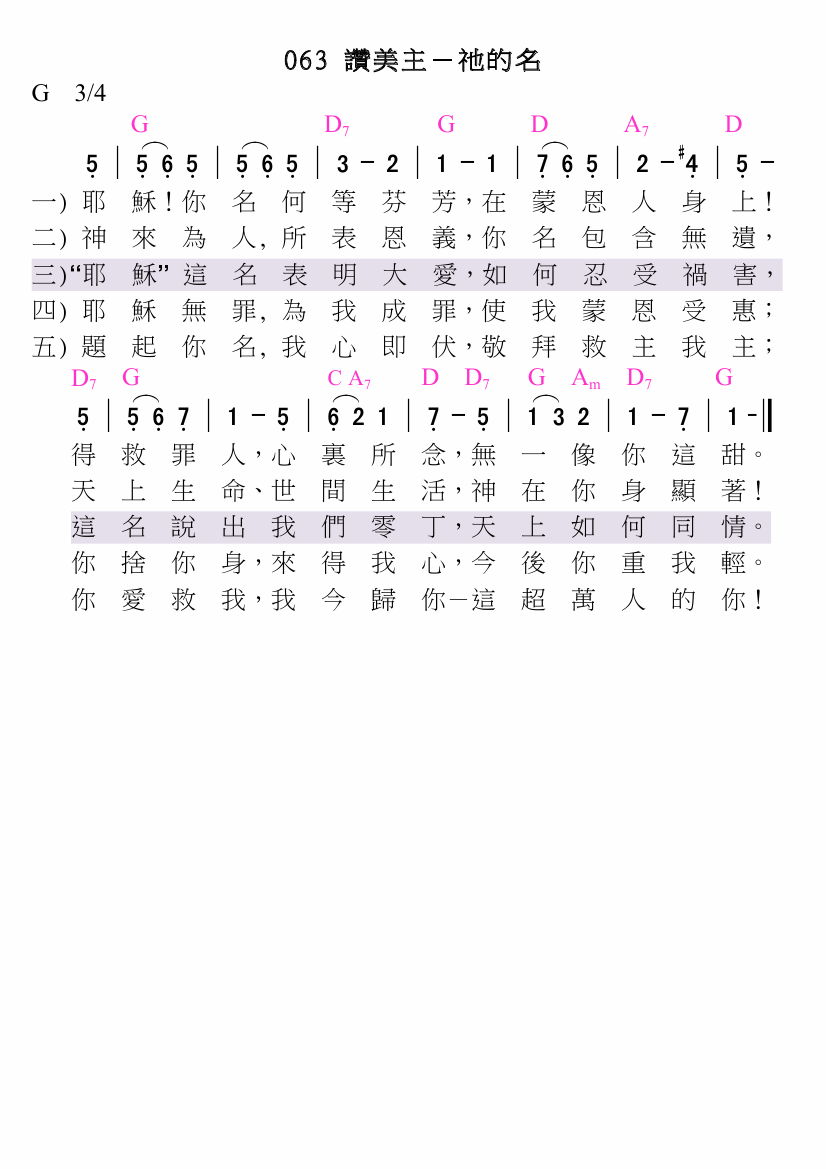 063 讚美主－祂的名
G 3/4
G D7 G D A7 D
5 | 5 6 5 | 5 6 5 | 3 - 2 | 1 - 1 | 7 6 5 | 2 - #4 | 5 -
一) 耶 穌！你 名 何 等 芬 芳，在 蒙 恩 人 身 上！
二) 神 來 為 人, 所 表 恩 義，你 名 包 含 無 遺，
三)“耶 穌” 這 名 表 明 大 愛，如 何 忍 受 禍 害，
四) 耶 穌 無 罪, 為 我 成 罪，使 我 蒙 恩 受 惠；
五) 題 起 你 名, 我 心 即 伏，敬 拜 救 主 我 主；
D7 G C A7 D D7 G Am D7 G
5 | 5 6 7 | 1 - 5 | 6 2 1 | 7 - 5 | 1 3 2 | 1 - 7 | 1 - ||
得 救 罪 人，心 裏 所 念，無 一 像 你 這 甜。
天 上 生 命、世 間 生 活，神 在 你 身 顯 著！
這 名 說 出 我 們 零 丁，天 上 如 何 同 情。
你 捨 你 身，來 得 我 心，今 後 你 重 我 輕。
你 愛 救 我，我 今 歸 你－這 超 萬 人 的 你！